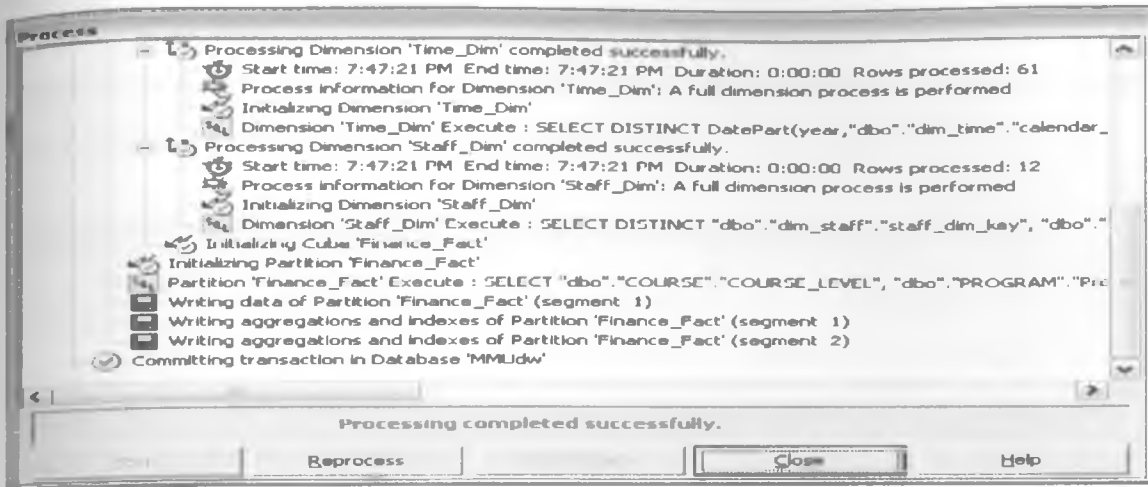 Process
Processing Dimension 'Time_Dim' completed successfully.
Start time: 7:47:21 PM End time: 7:47:21 PM Duration: 0:00:00 Rows processed: 61
Process information for Dimension 'Time_Dim': A full dimension process is performed
Initializing Dimension 'Time_Dim'
Dimension 'Time_Dim' Execute : SELECT DISTINCT DatePart(year,"dbo"."dim_time"."calendar_
Processing Dimension 'Staff_Dim' completed successfully.
Start time: 7:47:21 PM End time: 7:47:21 PM Duration: 0:00:00 Rows processed: 12
Process information for Dimension 'Staff_Dim': A full dimension process is performed
Initializing Dimension 'Staff_Dim'
Dimension 'Staff_Dim' Execute : SELECT DISTINCT "dbo"."dim_staff"."staff_dim_key", "dbo"."
Initializing Cube 'Finance_Fact'
Initializing Partition 'Finance_Fact'
Partition 'Finance_Fact' Execute : SELECT "dbo"."COURSE"."COURSE_LEVEL", "dbo"."PROGRAM"."Pro
Writing data of Partition 'Finance_Fact' (segment 1)
Writing aggregations and indexes of Partition 'Finance_Fact' (segment 1)
Writing aggregations and indexes of Partition 'Finance_Fact' (segment 2)
Committing transaction in Database 'MMUdw'
Processing completed successfully.
Reprocess Close Help